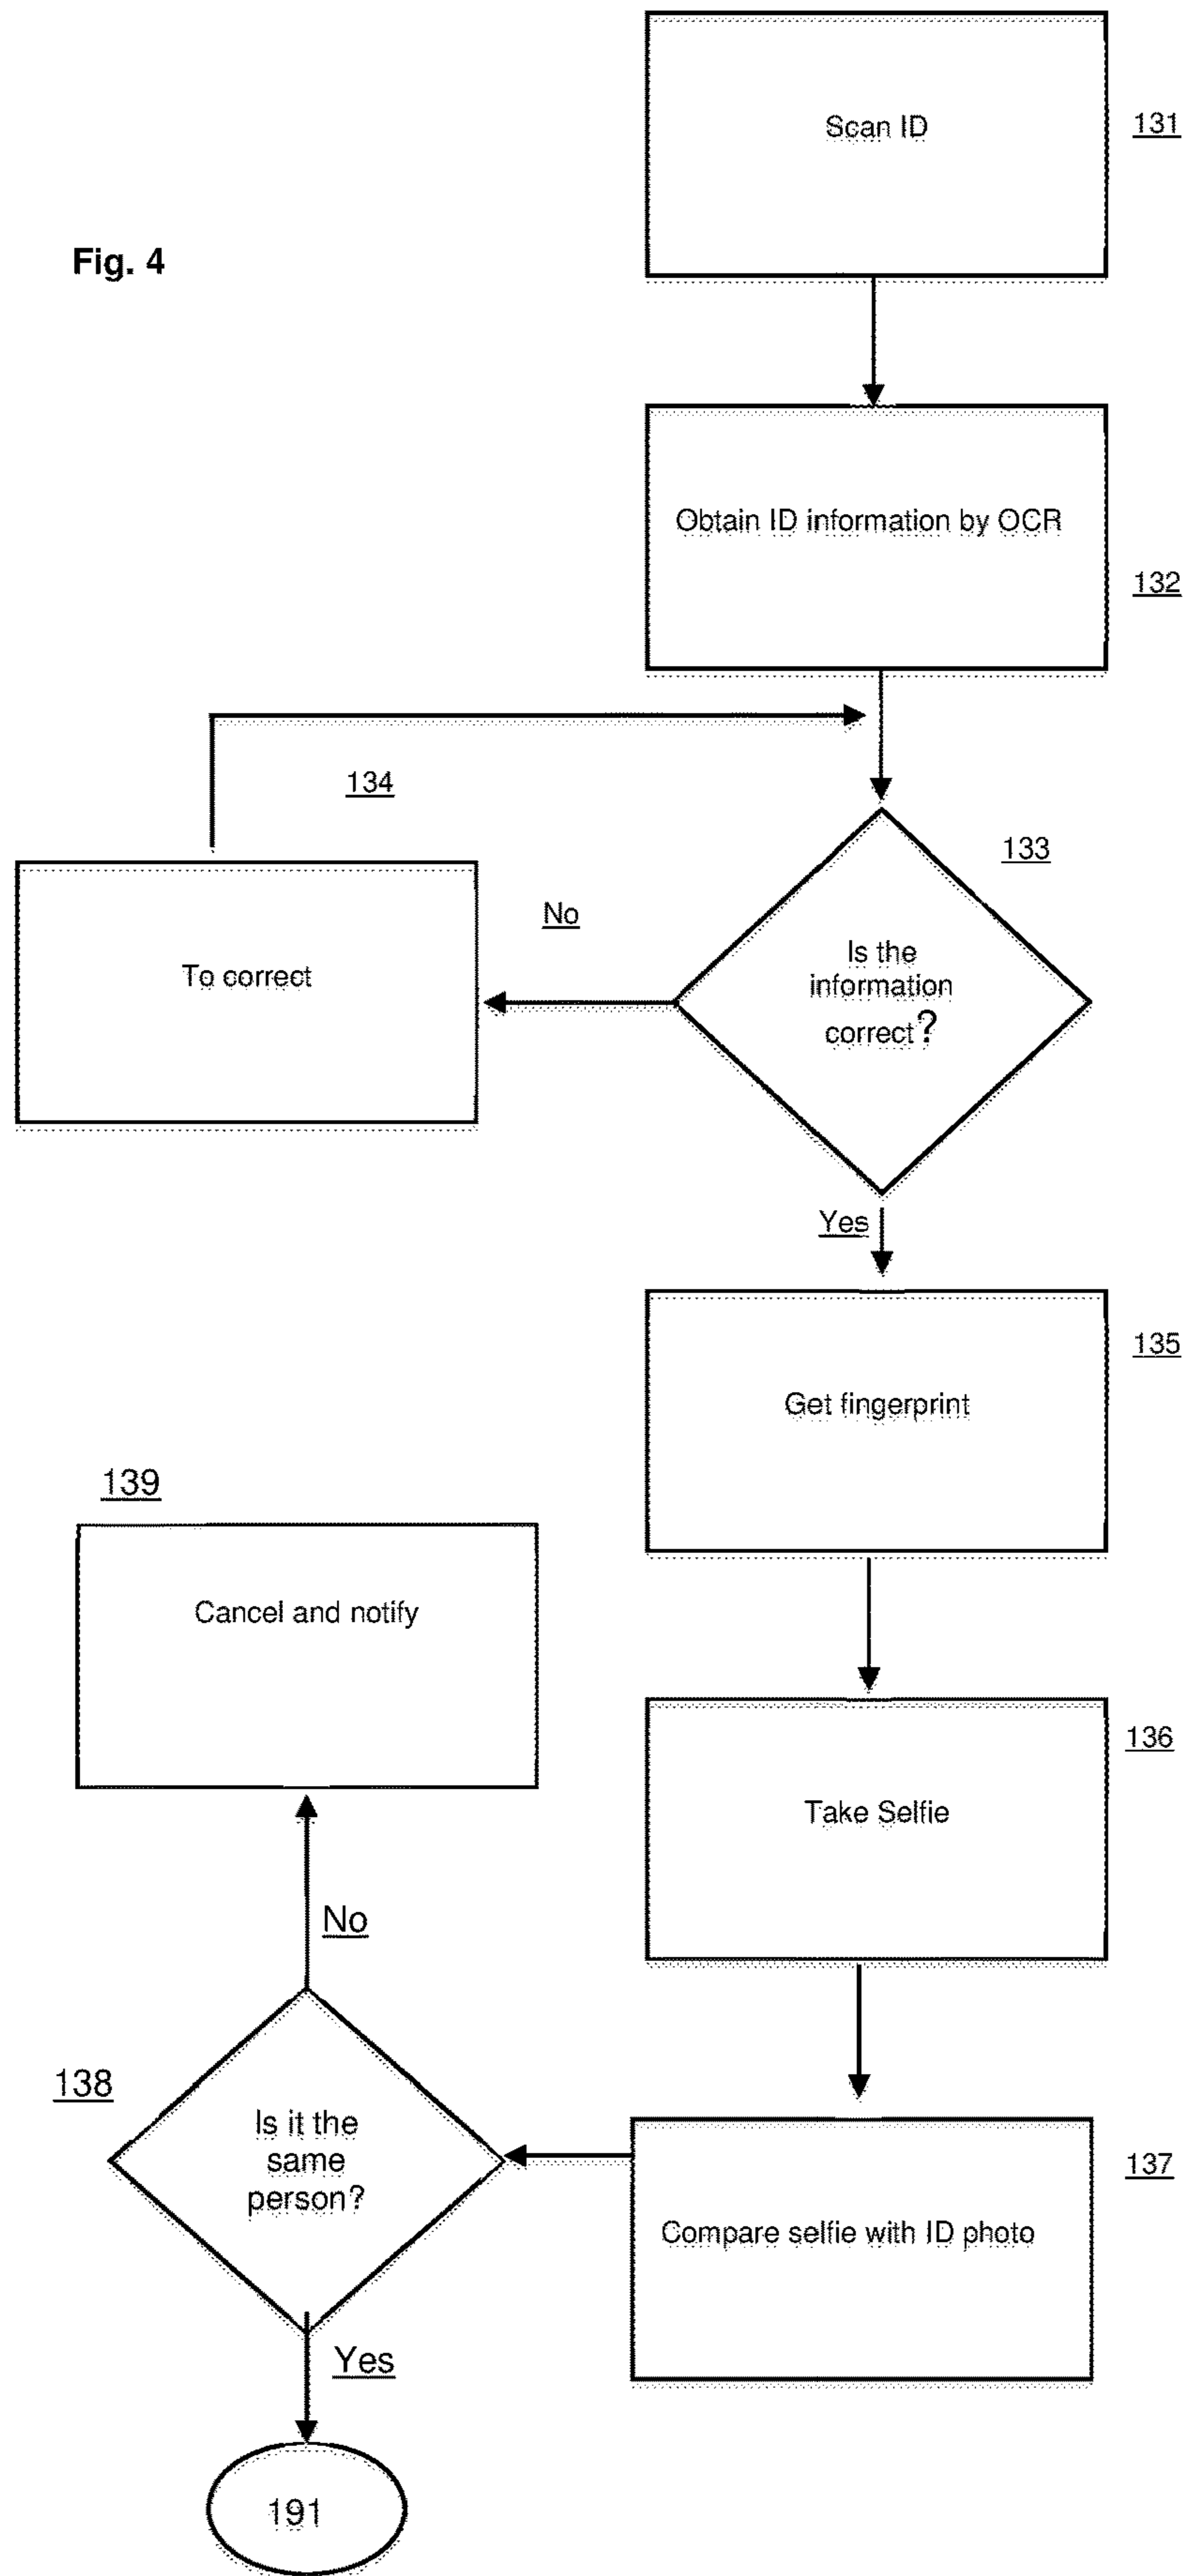 Scan ID
131
Fig. 4
Obtain ID information by OCR
132
134
133
No
Is the
information
correct?
To correct
Yes
135
Get fingerprint
139
Cancel and notify
136
Take Selfie
No
138
Is it the
same
person?
137
Compare selfie with ID photo
Yes
191